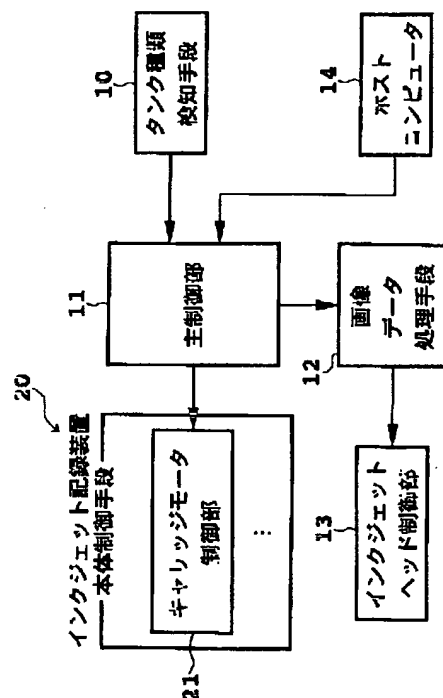 20
インクジェット記録装置
本体制御手段
キャリッジモータ
制御部
⋮
21
11
主制御部
10
タンク種類
検知手段
14
ホスト
コンピュータ
12
画像
データ
処理手段
13
インクジェット
ヘッド制御部